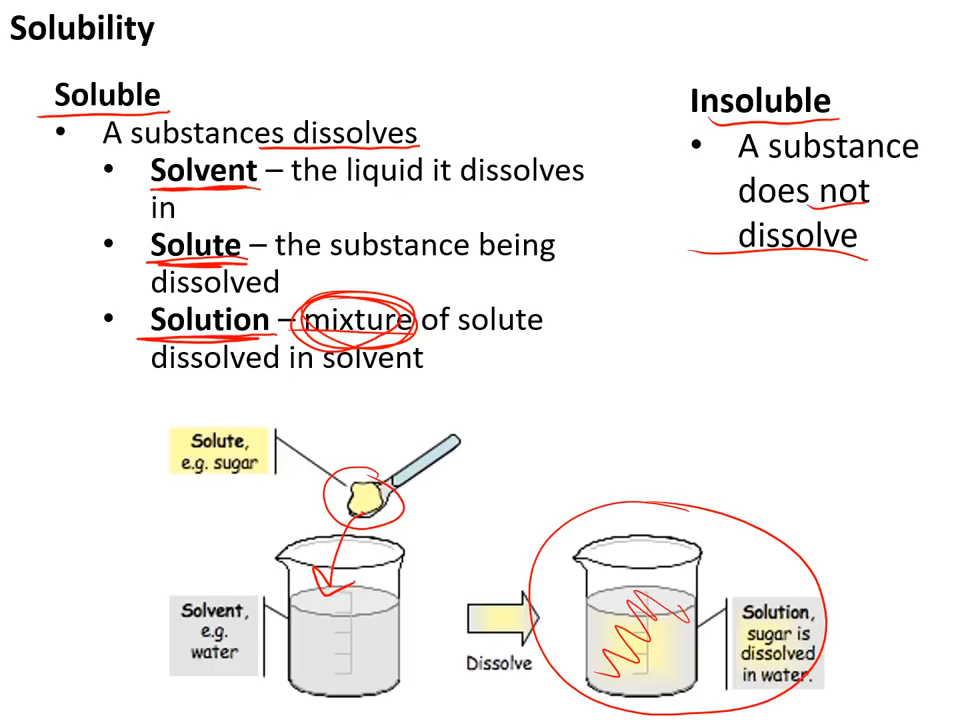 Solubility
Soluble
• A substances dissolves
• Solvent – the liquid it dissolves
in
• Solute – the substance being
dissolved
• Solution – mixture of solute
dissolved in solvent
Insoluble
• A substance
does not
dissolve
Solute,
e.g. sugar
Solvent,
e.g.
water
Dissolve
Solution,
sugar is
dissolved
in water.